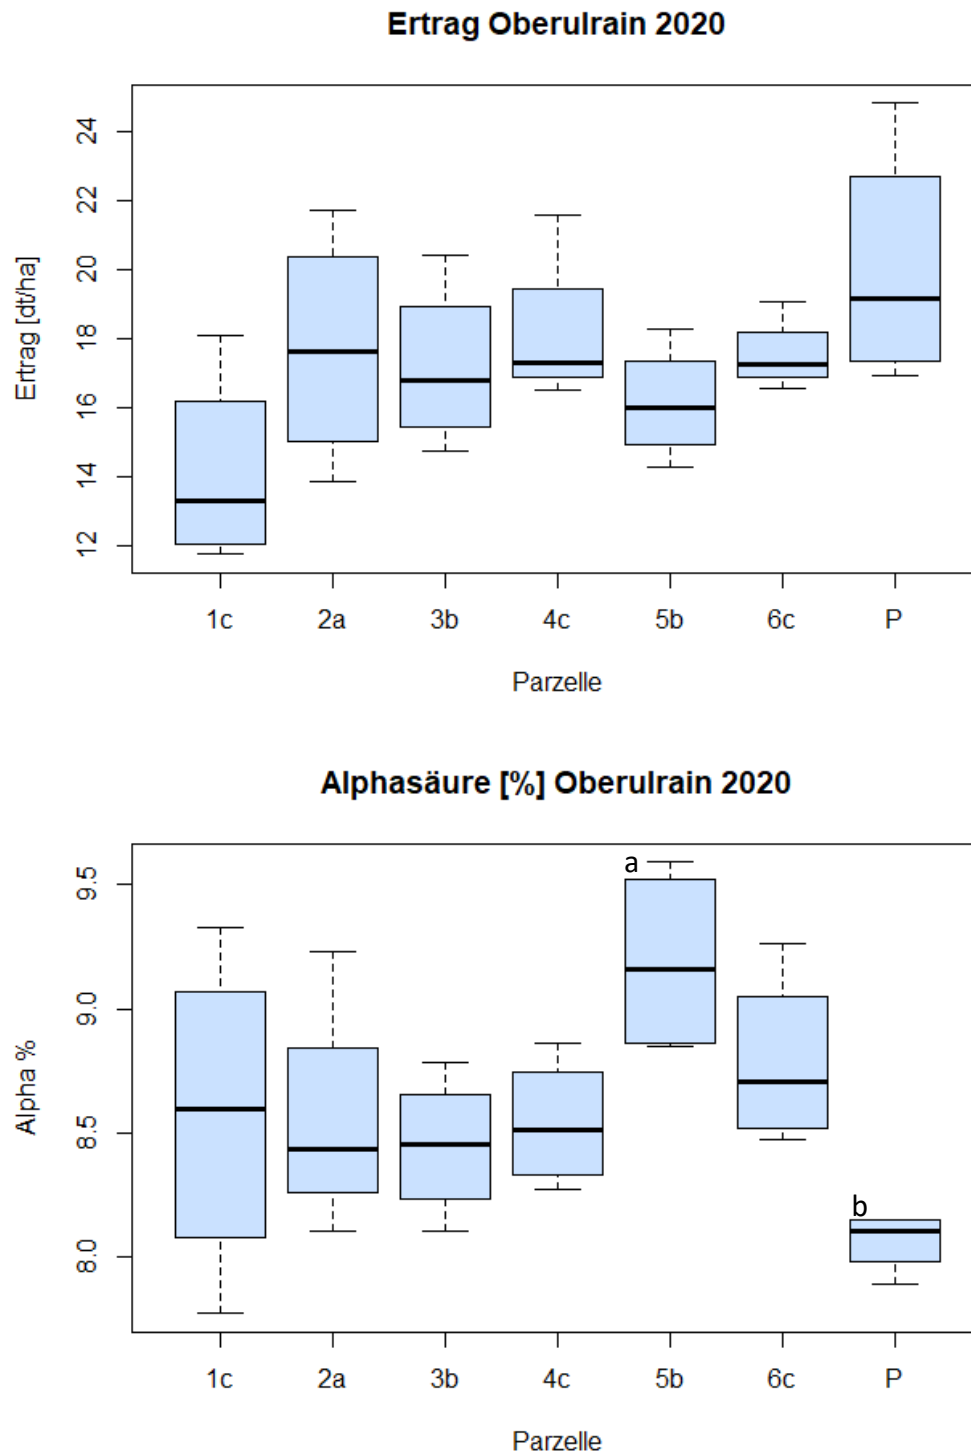 Ertrag Oberulrain 2020
Ertrag [dt/ha]
24
22
20
18
16
14
12
1c 2a 3b 4c 5b 6c P
Parzelle
Alphasäure [%] Oberulrain 2020
Alpha %
9.5
9.0
8.5
8.0
a
b
1c 2a 3b 4c 5b 6c P
Parzelle